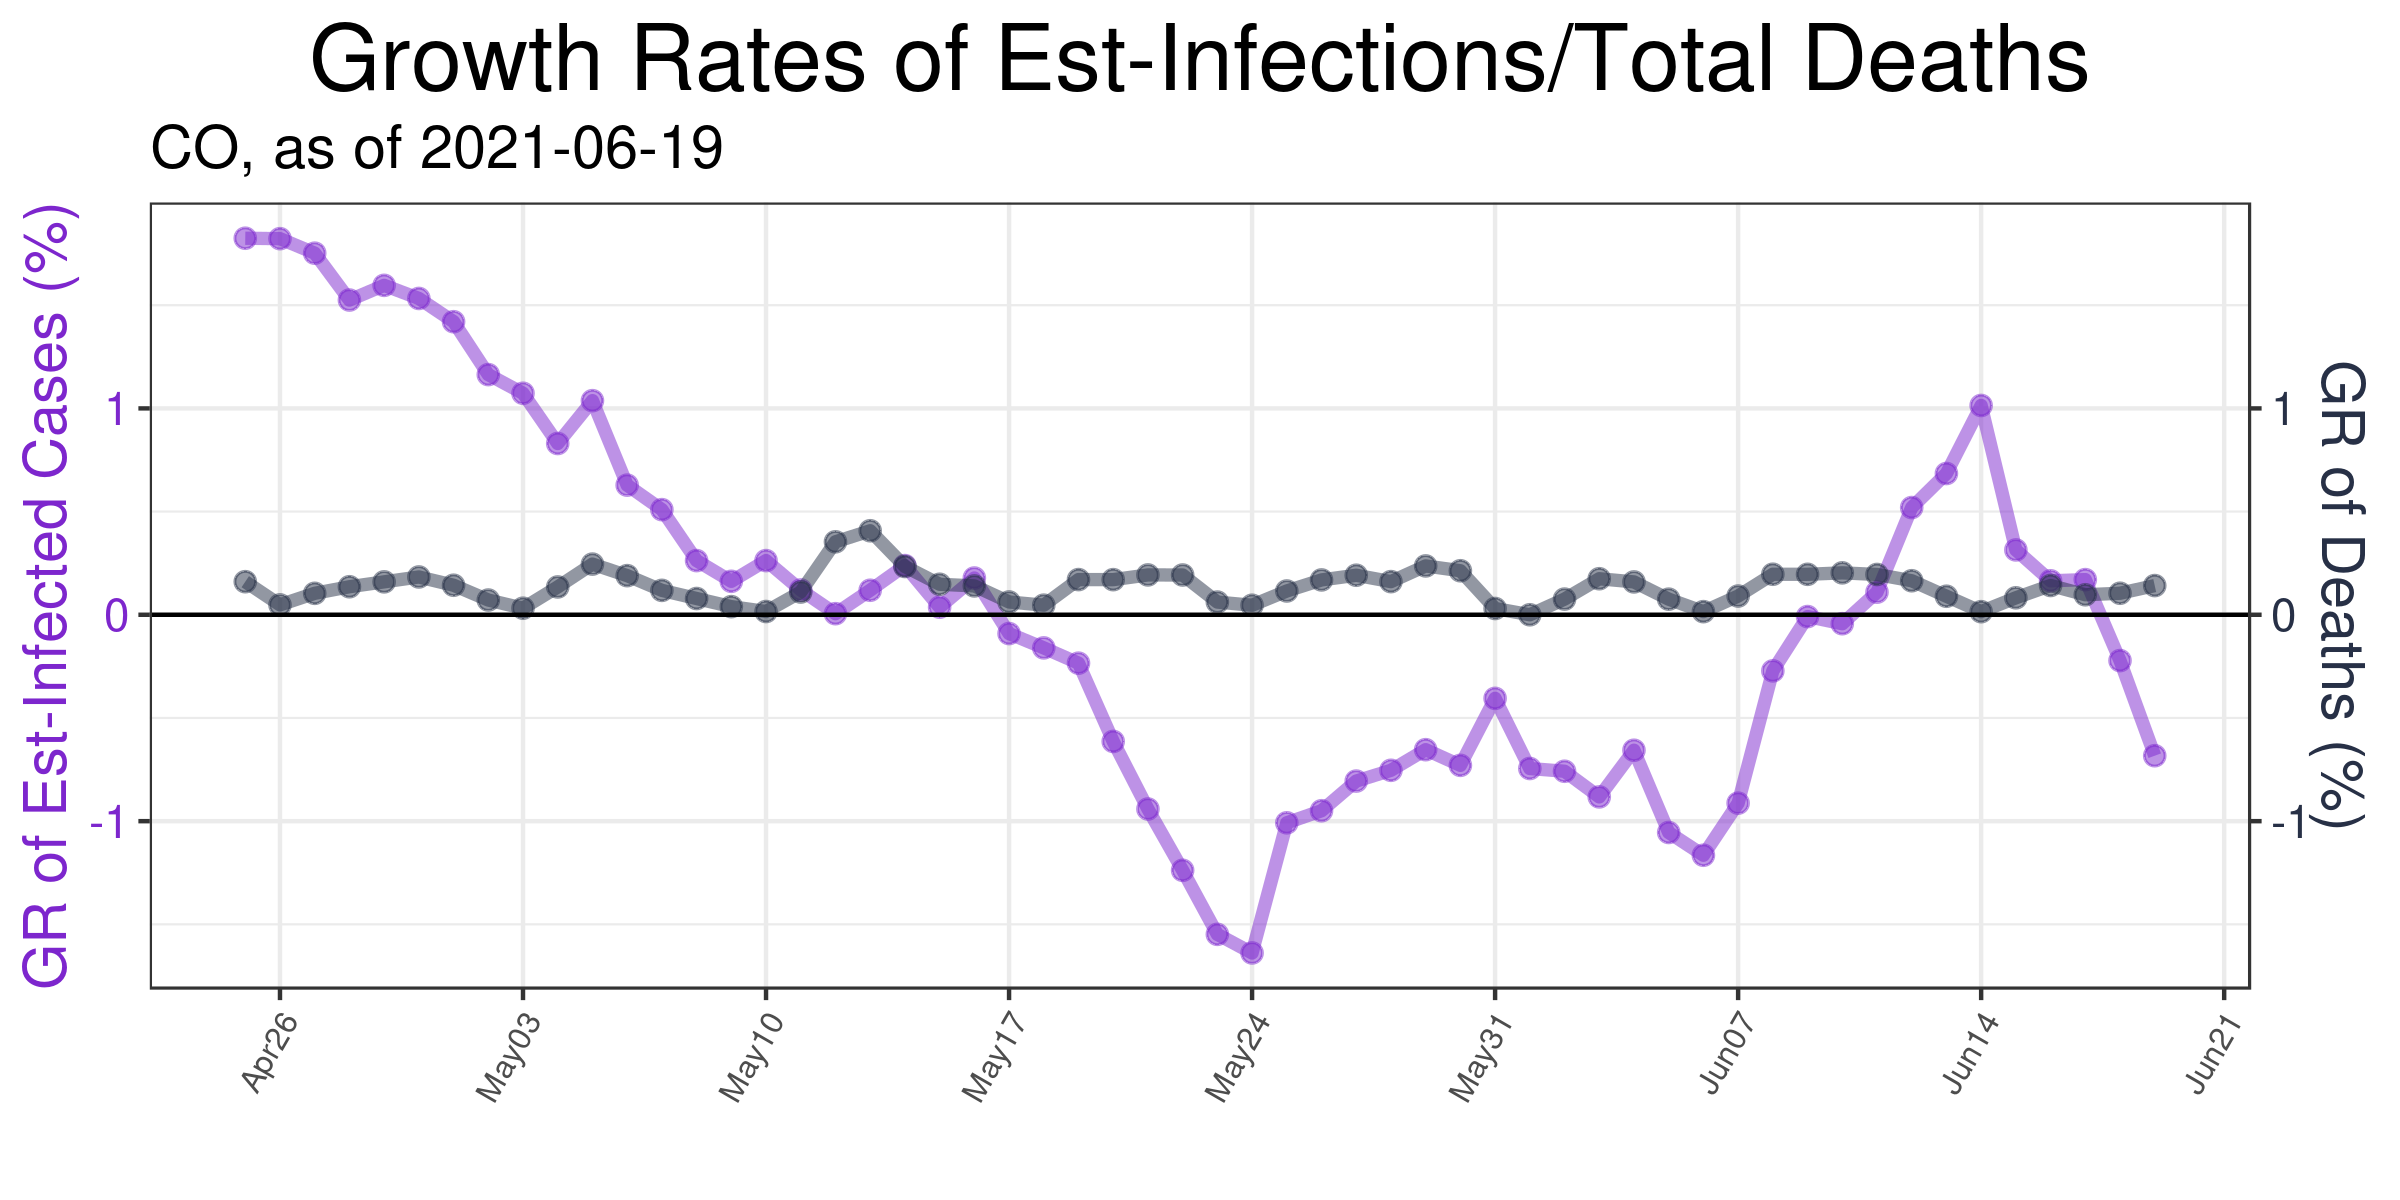 Growth Rates of Est-Infections/Total Deaths
CO, as of 2021-06-19
GR of Est-Infected Cases (%)
1
0
-1
1
0
-1
GR of Deaths (%)
Apr26
May03
May10
May17
May24
May31
Jun07
Jun14
Jun21